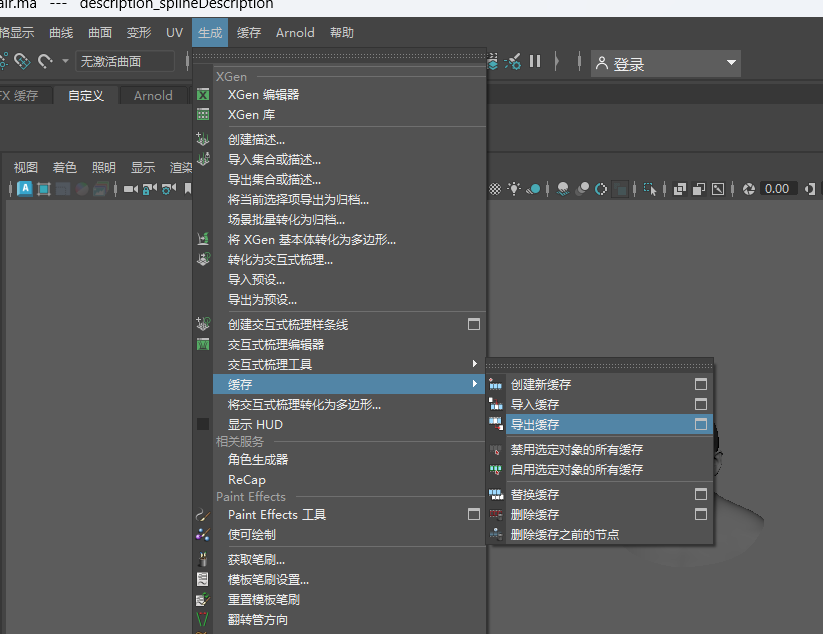 air.ma --- description_splineDescription
格显示 曲线 曲面 变形 UV 生成 缓存 Arnold 帮助
无激活曲面 登录
FX 缓存 自定义 Arnold
XGen
XGen 编辑器
XGen 库
创建描述...
导入集合或描述...
导出集合或描述...
视图 着色 照明 显示 渲染
将当前选择项导出为归档...
0.00
场景批量转化为归档...
将 XGen 基本体转化为多边形...
转化为交互式梳理...
导入预设...
导出为预设...
创建交互式梳理样条线
交互式梳理编辑器
交互式梳理工具
缓存
将交互式梳理转化为多边形...
显示 HUD
相关服务
角色生成器
ReCap
Paint Effects
Paint Effects 工具
使可绘制
获取笔刷...
模板笔刷设置...
重置模板笔刷
翻转管方向
创建新缓存
导入缓存
导出缓存
禁用选定对象的所有缓存
启用选定对象的所有缓存
替换缓存
删除缓存
删除缓存之前的节点